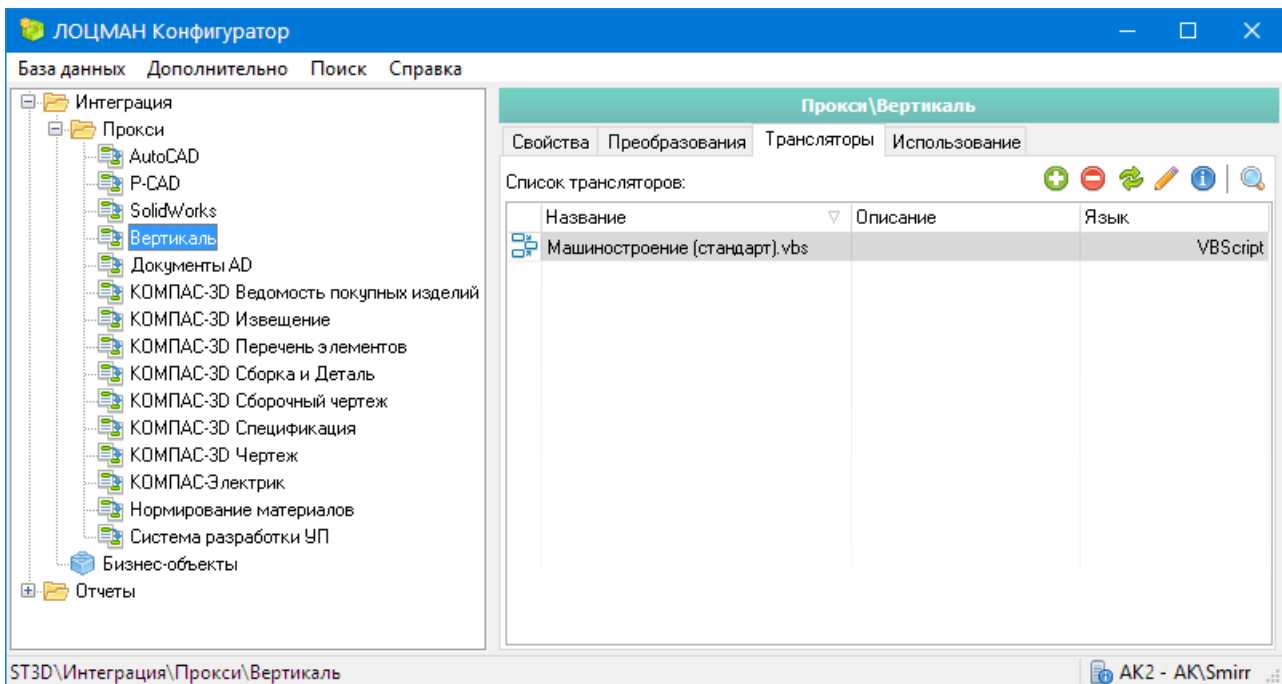 ЛОЦМАН Конфигуратор
База данных Дополнительно Поиск Справка
Интеграция
Прокси
AutoCAD
P-CAD
SolidWorks
Вертикаль
Документы AD
КОМПАС-3D Ведомость покупных изделий
КОМПАС-3D Извещение
КОМПАС-3D Перечень элементов
КОМПАС-3D Сборка и Деталь
КОМПАС-3D Сборочный чертеж
КОМПАС-3D Спецификация
КОМПАС-3D Чертеж
КОМПАС-Электрик
Нормирование материалов
Система разработки УП
Бизнес-объекты
Отчеты
Прокси\Вертикаль
Свойства Преобразования Трансляторы Использование
Список трансляторов:
Название Описание Язык
Машиностроение (стандарт).vbs VBScript
ST3D\Интеграция\Прокси\Вертикаль AK2 - AK\Smirr